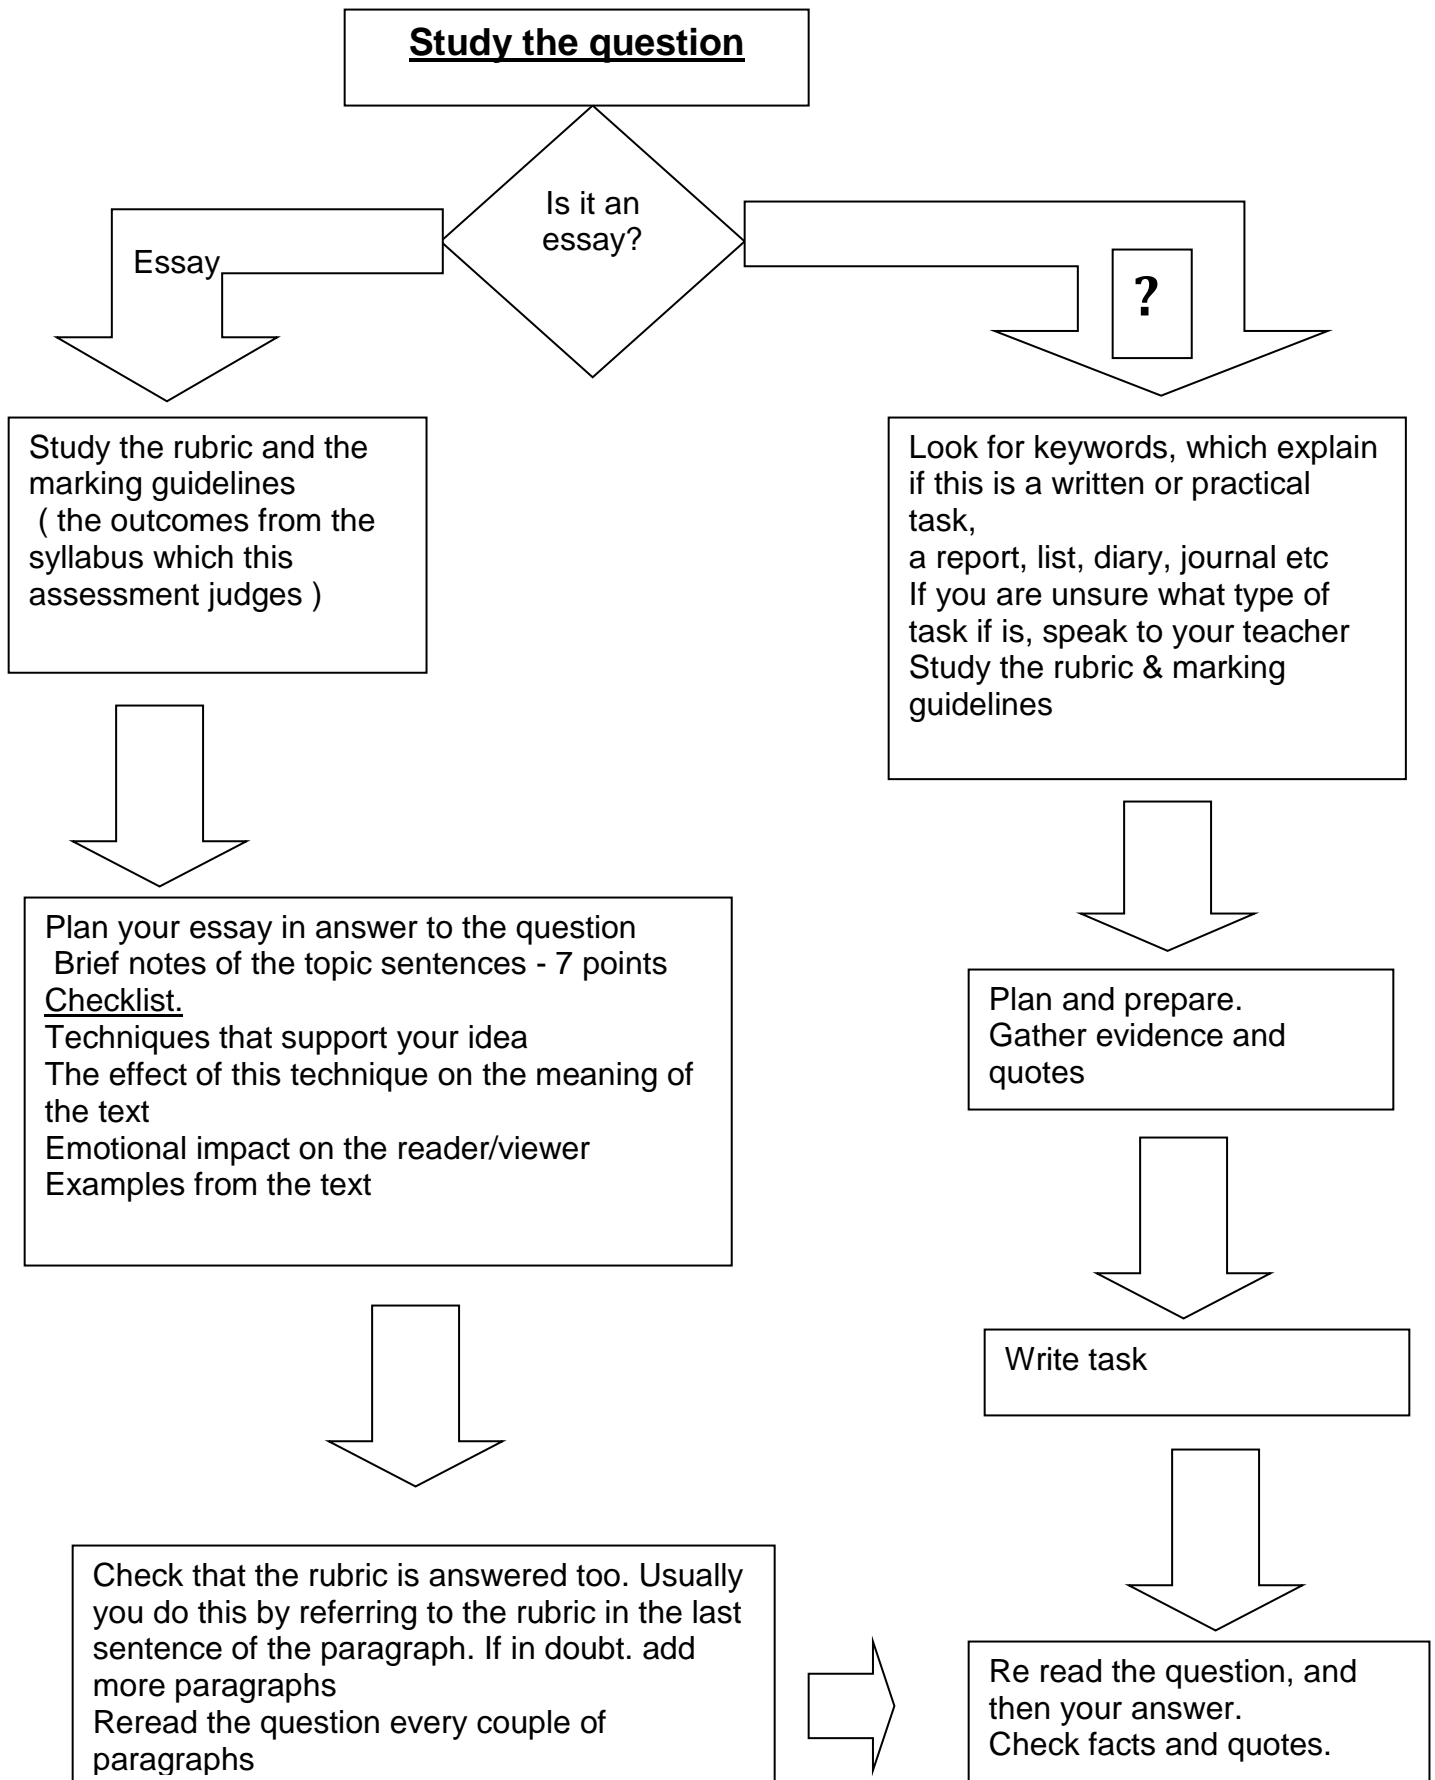 Study the question
Is it an
essay?
Essay
?
Study the rubric and the
marking guidelines
( the outcomes from the
syllabus which this
assessment judges )
Look for keywords, which explain
if this is a written or practical
task,
a report, list, diary, journal etc
If you are unsure what type of
task if is, speak to your teacher
Study the rubric & marking
guidelines
Plan your essay in answer to the question
Brief notes of the topic sentences - 7 points
Checklist.
Techniques that support your idea
The effect of this technique on the meaning of
the text
Emotional impact on the reader/viewer
Examples from the text
Plan and prepare.
Gather evidence and
quotes
Write task
Check that the rubric is answered too. Usually
you do this by referring to the rubric in the last
sentence of the paragraph. If in doubt. add
more paragraphs
Reread the question every couple of
paragraphs
Re read the question, and
then your answer.
Check facts and quotes.